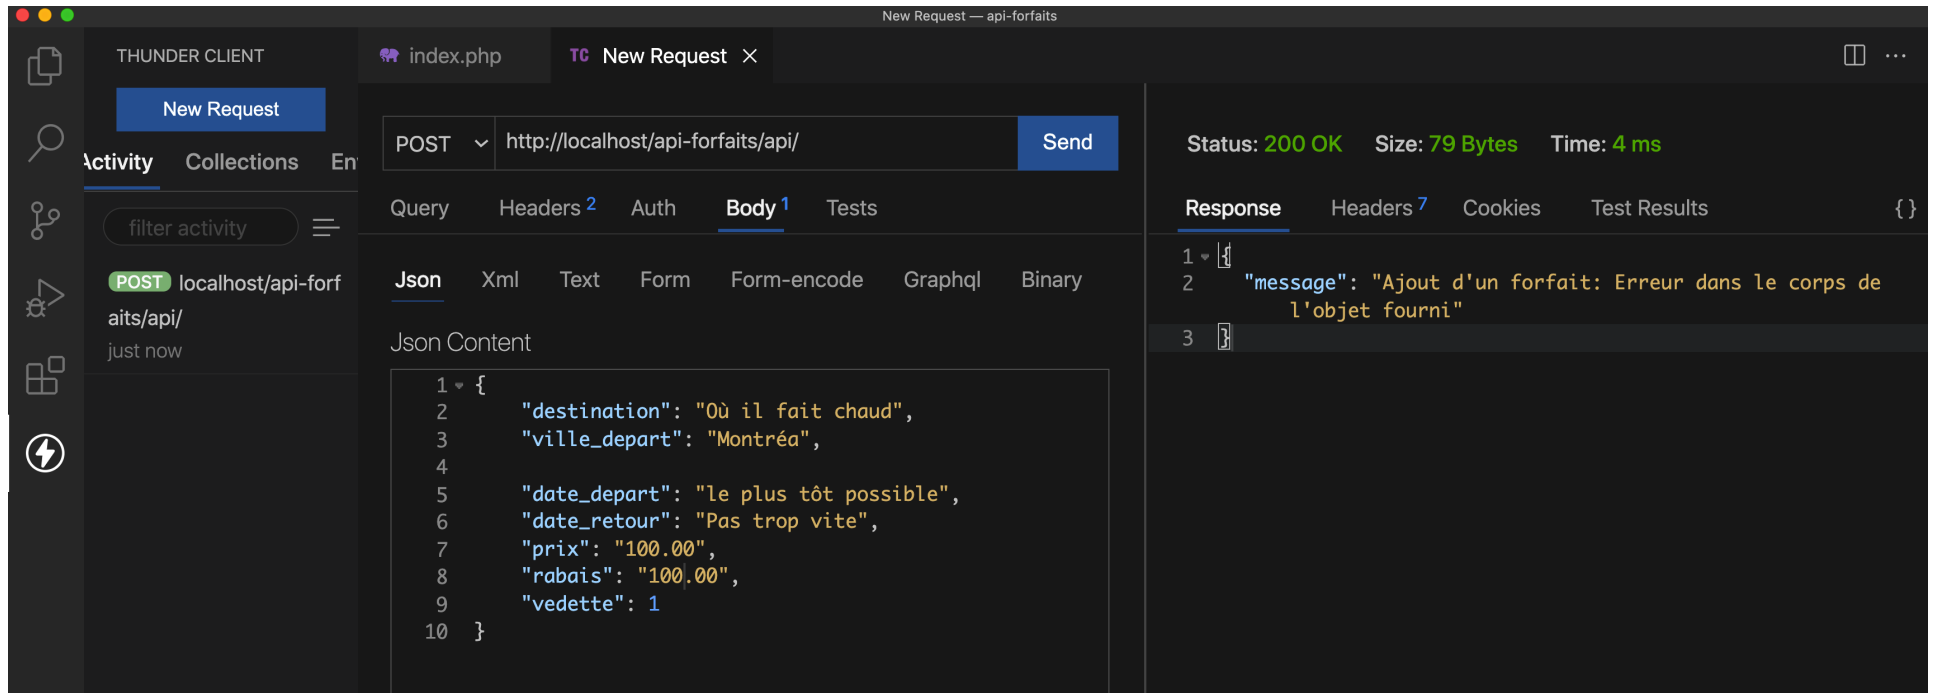 New Request — api-forfaits
THUNDER CLIENT
New Request
Activity Collections En
filter activity
POST localhost/api-forf
aits/api/
just now
index.php
TC New Request
POST http://localhost/api-forfaits/api/ Send
Query Headers 2 Auth Body 1 Tests
Json Xml Text Form Form-encode Graphql Binary
Json Content
1 {
2 "destination": "Où il fait chaud",
3 "ville_depart": "Montréa",
4
5 "date_depart": "le plus tôt possible",
6 "date_retour": "Pas trop vite",
7 "prix": "100.00",
8 "rabais": "100.00",
9 "vedette": 1
10 }
Status: 200 OK Size: 79 Bytes Time: 4 ms
Response Headers 7 Cookies Test Results { }
1 {
2 "message": "Ajout d'un forfait: Erreur dans le corps de
l'objet fourni"
3 }